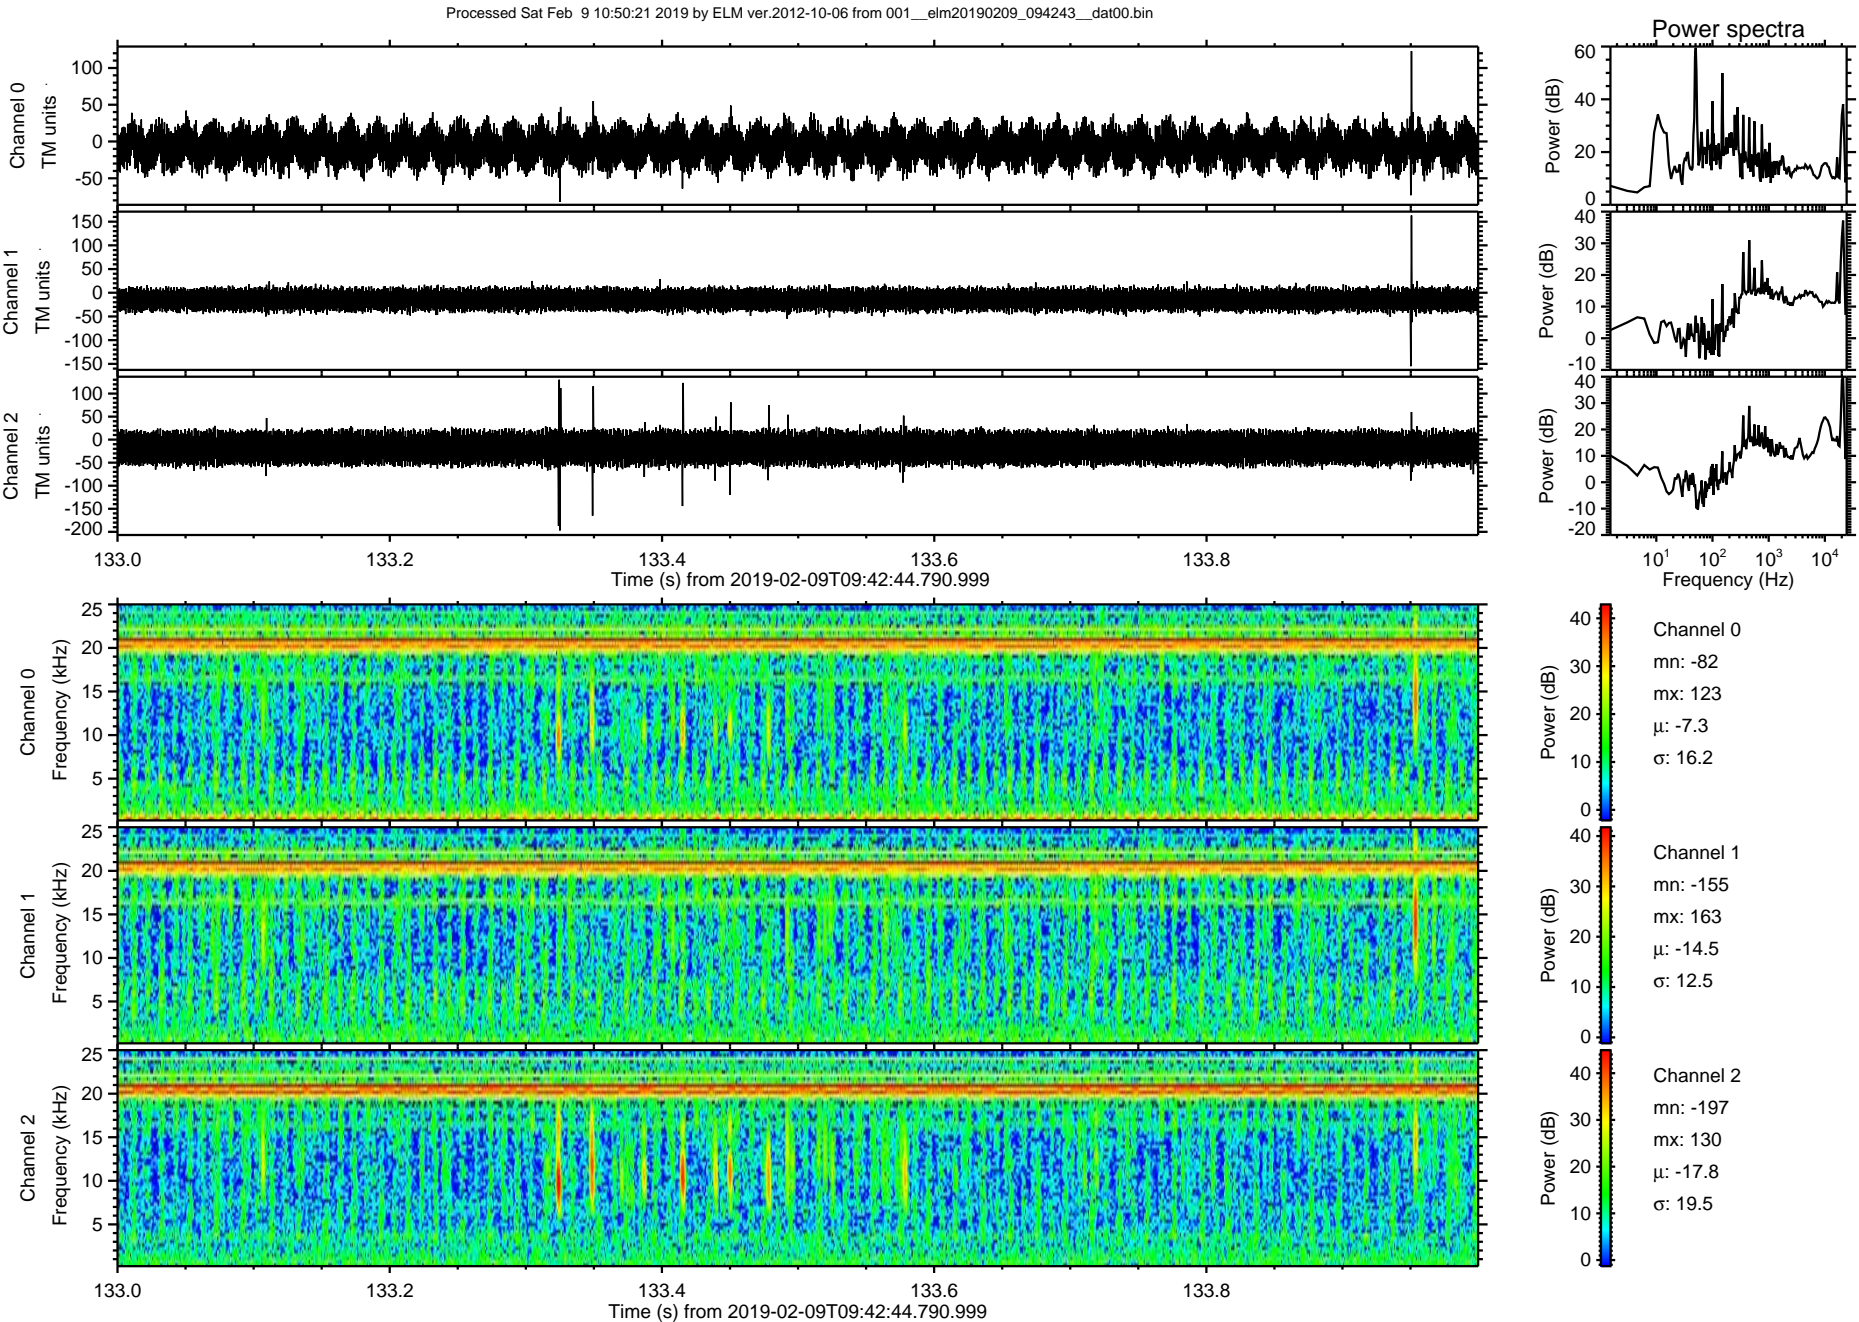 Processed Sat Feb  9 10:50:21 2019 by ELM ver.2012-10-06 from 001__elm20190209_094243__dat00.bin
Power spectra
Channel 0
TM units
100
50
0
-50
Power (dB)
60
40
20
0
Channel 1
TM units
150
100
50
0
-50
-100
-150
Power (dB)
40
30
20
10
0
-10
Channel 2
TM units
100
50
0
-50
-100
-150
-200
Power (dB)
40
30
20
10
0
-10
-20
133.0 133.2 133.4 133.6 133.8
Time (s) from 2019-02-09T09:42:44.790.999
10^1 10^2 10^3 10^4
Frequency (Hz)
Channel 0
Frequency (kHz)
25
20
15
10
5
Power (dB)
40
30
20
10
0
Channel 0
mn: -82
mx: 123
μ: -7.3
σ: 16.2
Channel 1
Frequency (kHz)
25
20
15
10
5
Power (dB)
40
30
20
10
0
Channel 1
mn: -155
mx: 163
μ: -14.5
σ: 12.5
Channel 2
Frequency (kHz)
25
20
15
10
5
Power (dB)
40
30
20
10
0
Channel 2
mn: -197
mx: 130
μ: -17.8
σ: 19.5
133.0 133.2 133.4 133.6 133.8
Time (s) from 2019-02-09T09:42:44.790.999